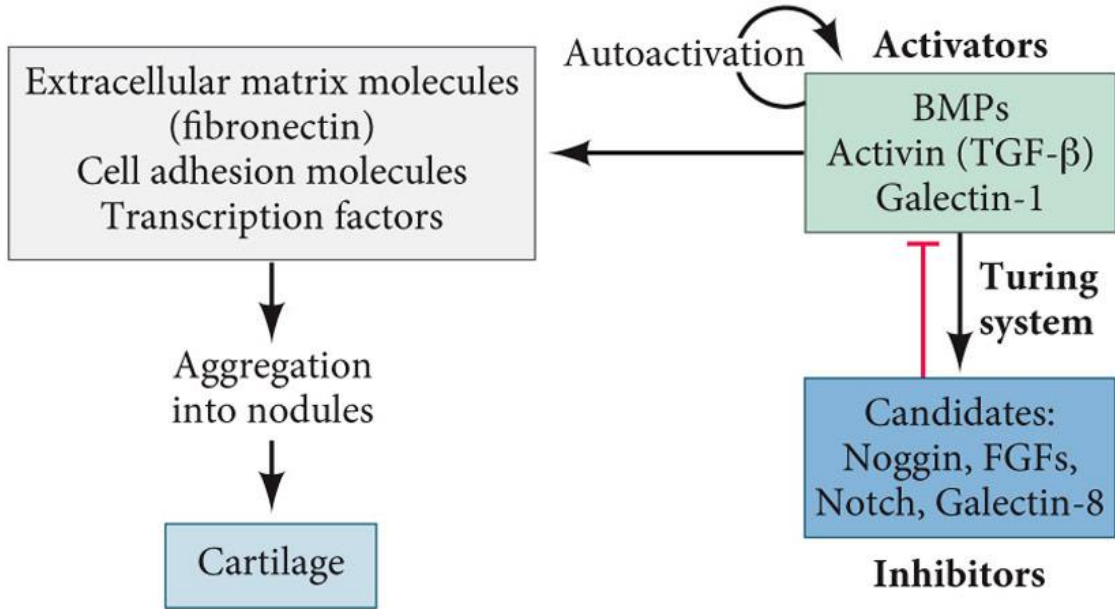 Extracellular matrix molecules
(fibronectin)
Cell adhesion molecules
Transcription factors
Aggregation
into nodules
Cartilage
Autoactivation
Activators
BMPs
Activin (TGF-β)
Galectin-1
Turing
system
Candidates:
Noggin, FGFs,
Notch, Galectin-8
Inhibitors